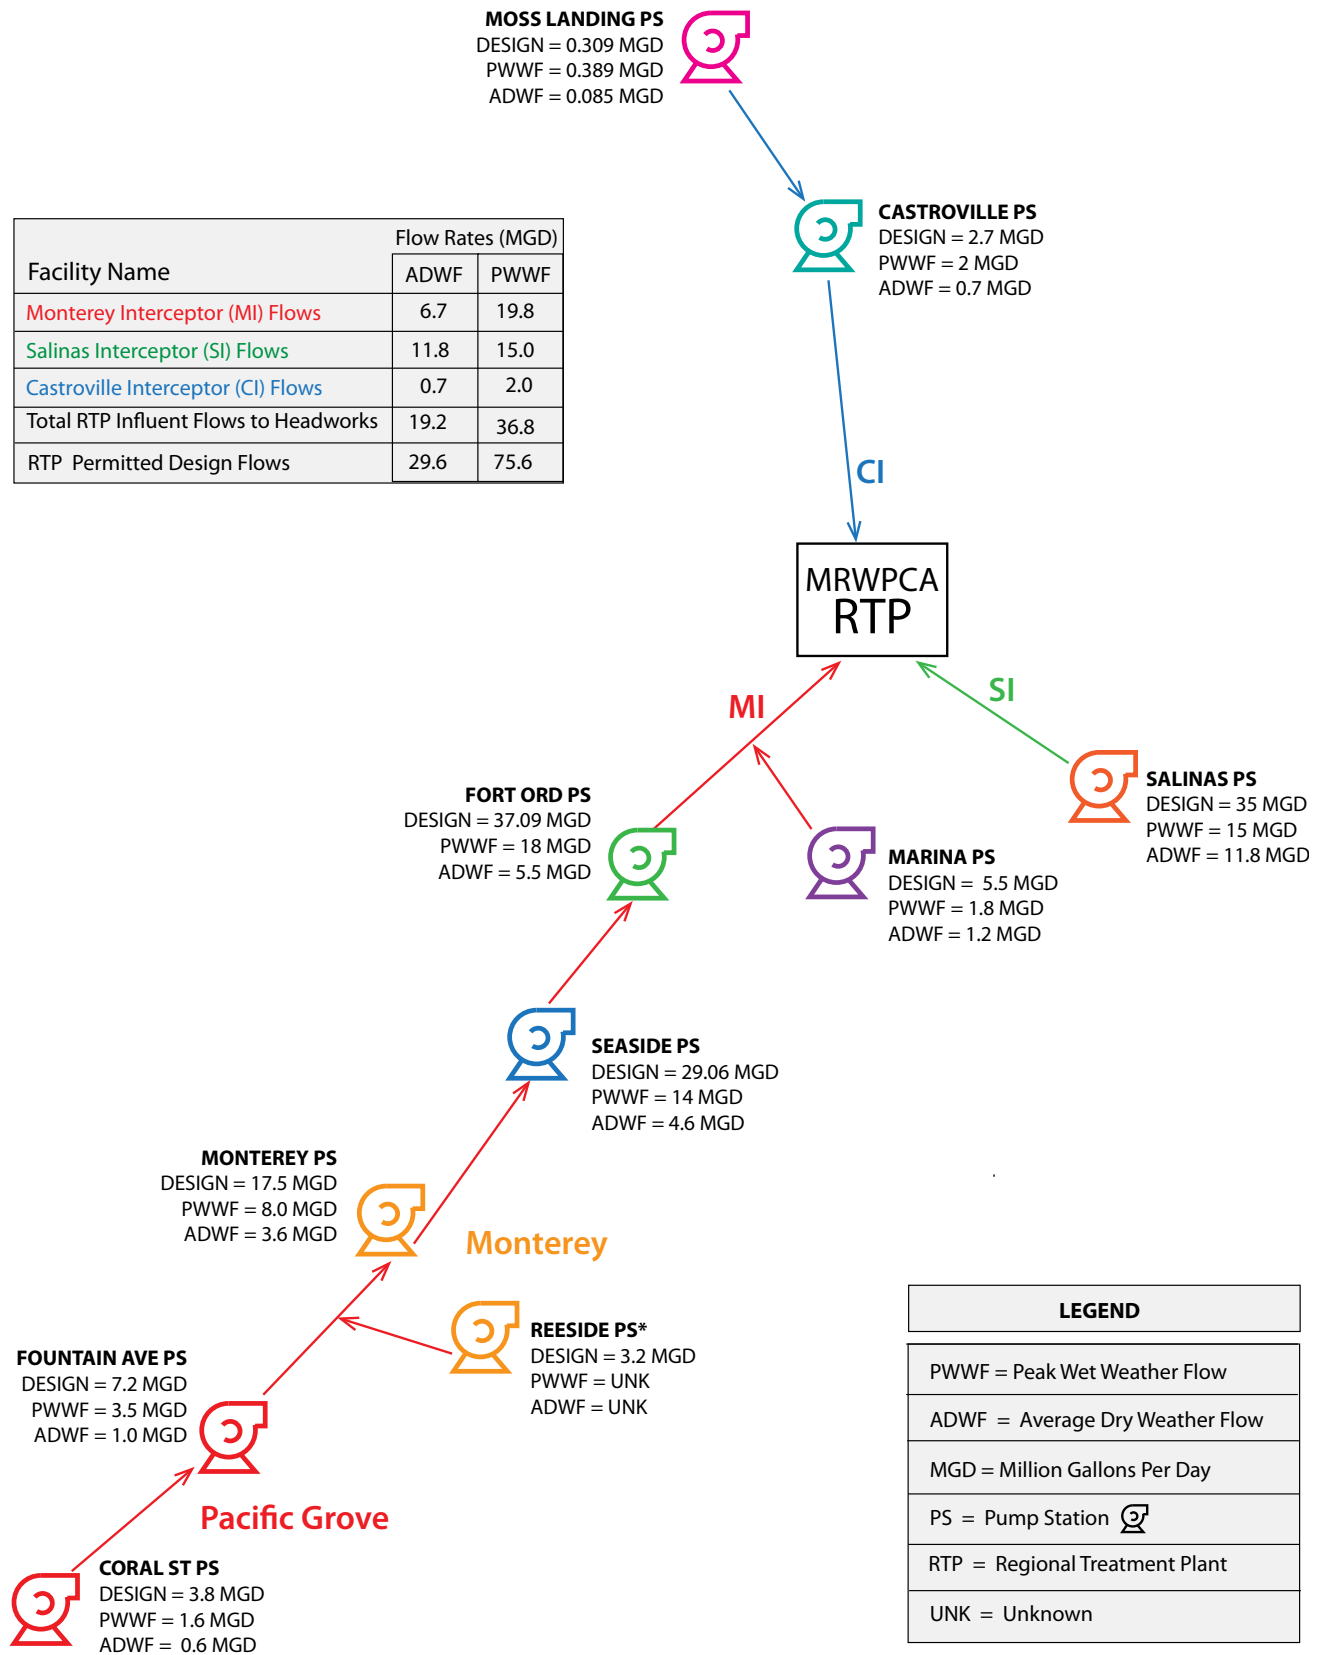 MOSS LANDING PS
DESIGN = 0.309 MGD
PWWF = 0.389 MGD
ADWF = 0.085 MGD
CASTROVILLE PS
DESIGN = 2.7 MGD
PWWF = 2 MGD
ADWF = 0.7 MGD
Flow Rates (MGD)
Facility Name ADWF PWWF
Monterey Interceptor (MI) Flows 6.7 19.8
Salinas Interceptor (SI) Flows 11.8 15.0
Castroville Interceptor (CI) Flows 0.7 2.0
Total RTP Influent Flows to Headworks 19.2 36.8
RTP Permitted Design Flows 29.6 75.6
CI
MRWPCA
RTP
MI
SI
SALINAS PS
DESIGN = 35 MGD
PWWF = 15 MGD
ADWF = 11.8 MGD
FORT ORD PS
DESIGN = 37.09 MGD
PWWF = 18 MGD
ADWF = 5.5 MGD
MARINA PS
DESIGN = 5.5 MGD
PWWF = 1.8 MGD
ADWF = 1.2 MGD
SEASIDE PS
DESIGN = 29.06 MGD
PWWF = 14 MGD
ADWF = 4.6 MGD
MONTEREY PS
DESIGN = 17.5 MGD
PWWF = 8.0 MGD
ADWF = 3.6 MGD
Monterey
REESIDE PS*
DESIGN = 3.2 MGD
PWWF = UNK
ADWF = UNK
FOUNTAIN AVE PS
DESIGN = 7.2 MGD
PWWF = 3.5 MGD
ADWF = 1.0 MGD
Pacific Grove
CORAL ST PS
DESIGN = 3.8 MGD
PWWF = 1.6 MGD
ADWF = 0.6 MGD
LEGEND
PWWF = Peak Wet Weather Flow
ADWF = Average Dry Weather Flow
MGD = Million Gallons Per Day
PS = Pump Station
RTP = Regional Treatment Plant
UNK = Unknown